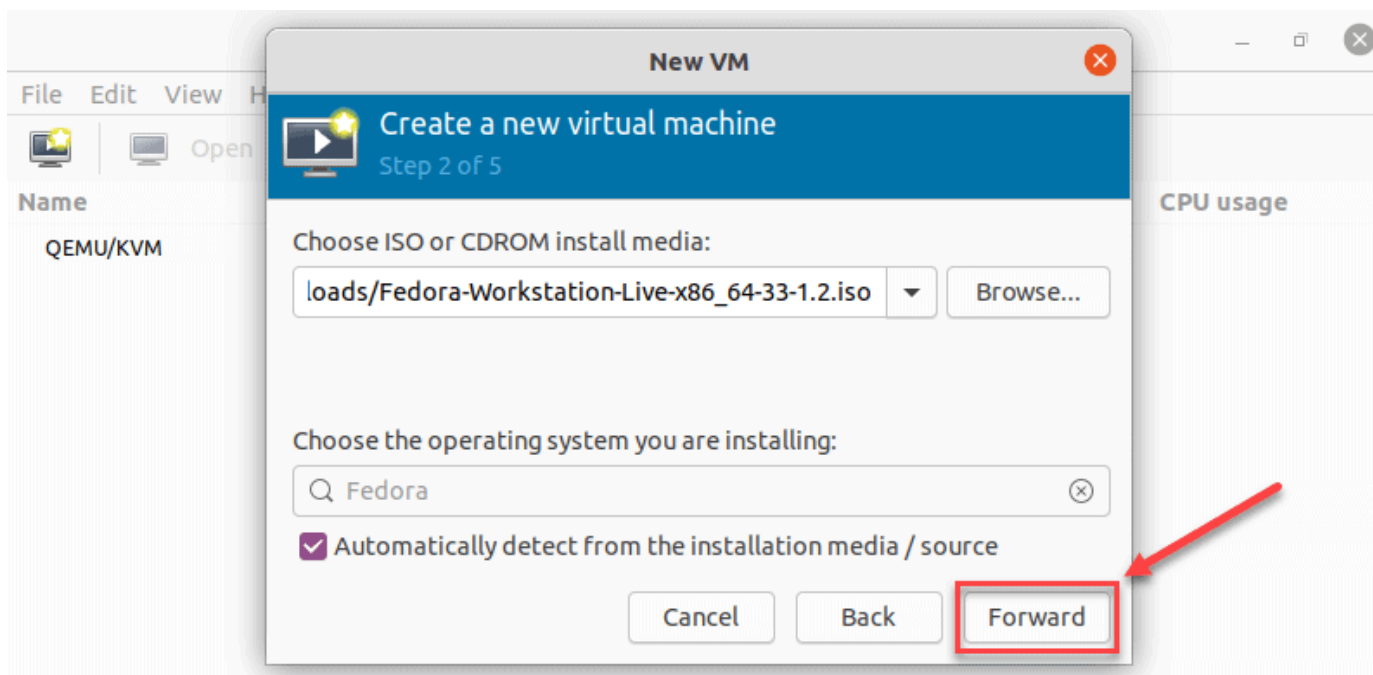 New VM
File Edit View H
Create a new virtual machine
Step 2 of 5
Open
Name
CPU usage
QEMU/KVM
Choose ISO or CDROM install media:
loads/Fedora-Workstation-Live-x86_64-33-1.2.iso
Browse...
Choose the operating system you are installing:
Fedora
Automatically detect from the installation media / source
Cancel
Back
Forward